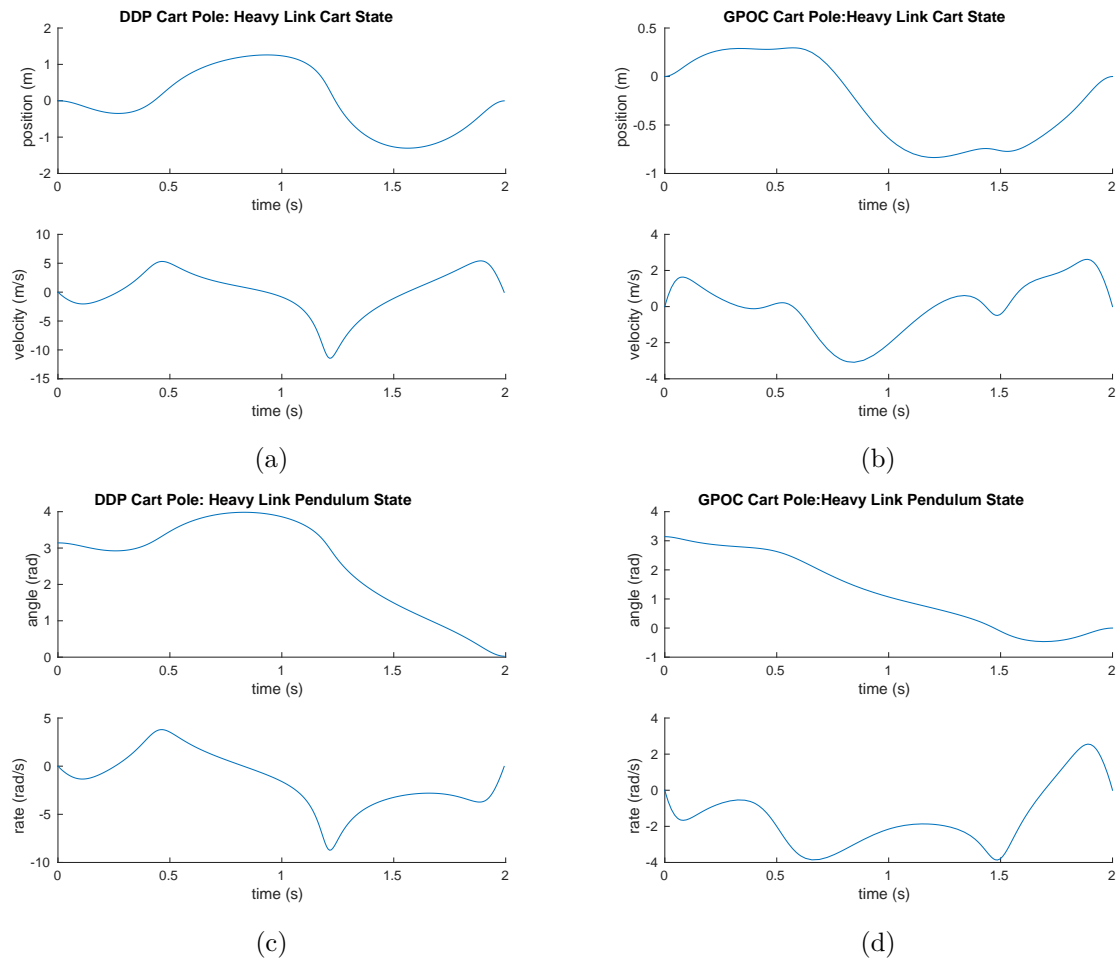 DDP Cart Pole: Heavy Link Cart State
2
1
0
-1
-2
position (m)
0 0.5 1 1.5 2
time (s)
10
5
0
-5
-10
-15
velocity (m/s)
0 0.5 1 1.5 2
time (s)
(a)
GPOC Cart Pole:Heavy Link Cart State
0.5
0
-0.5
-1
position (m)
0 0.5 1 1.5 2
time (s)
4
2
0
-2
-4
velocity (m/s)
0 0.5 1 1.5 2
time (s)
(b)
DDP Cart Pole: Heavy Link Pendulum State
4
3
2
1
0
angle (rad)
0 0.5 1 1.5 2
time (s)
5
0
-5
-10
rate (rad/s)
0 0.5 1 1.5 2
time (s)
(c)
GPOC Cart Pole:Heavy Link Pendulum State
4
3
2
1
0
-1
angle (rad)
0 0.5 1 1.5 2
time (s)
4
2
0
-2
-4
rate (rad/s)
0 0.5 1 1.5 2
time (s)
(d)